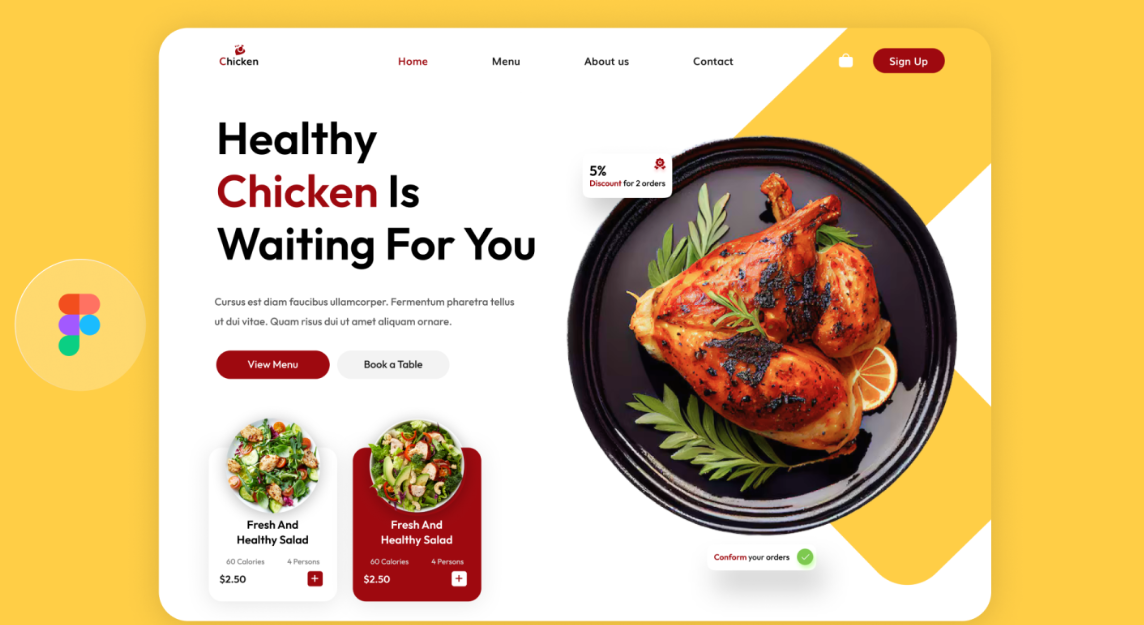 Chicken
Home
Menu
About us
Contact
Sign Up
Healthy
Chicken Is
Waiting For You
5%
Discount for 2 orders
Cursus est diam faucibus ullamcorper. Fermentum pharetra tellus
ut dui vitae. Quam risus dui ut amet aliquam ornare.
View Menu
Book a Table
Fresh And
Healthy Salad
60 Calories
4 Persons
$2.50
+
Fresh And
Healthy Salad
60 Calories
4 Persons
$2.50
+
Conform your orders